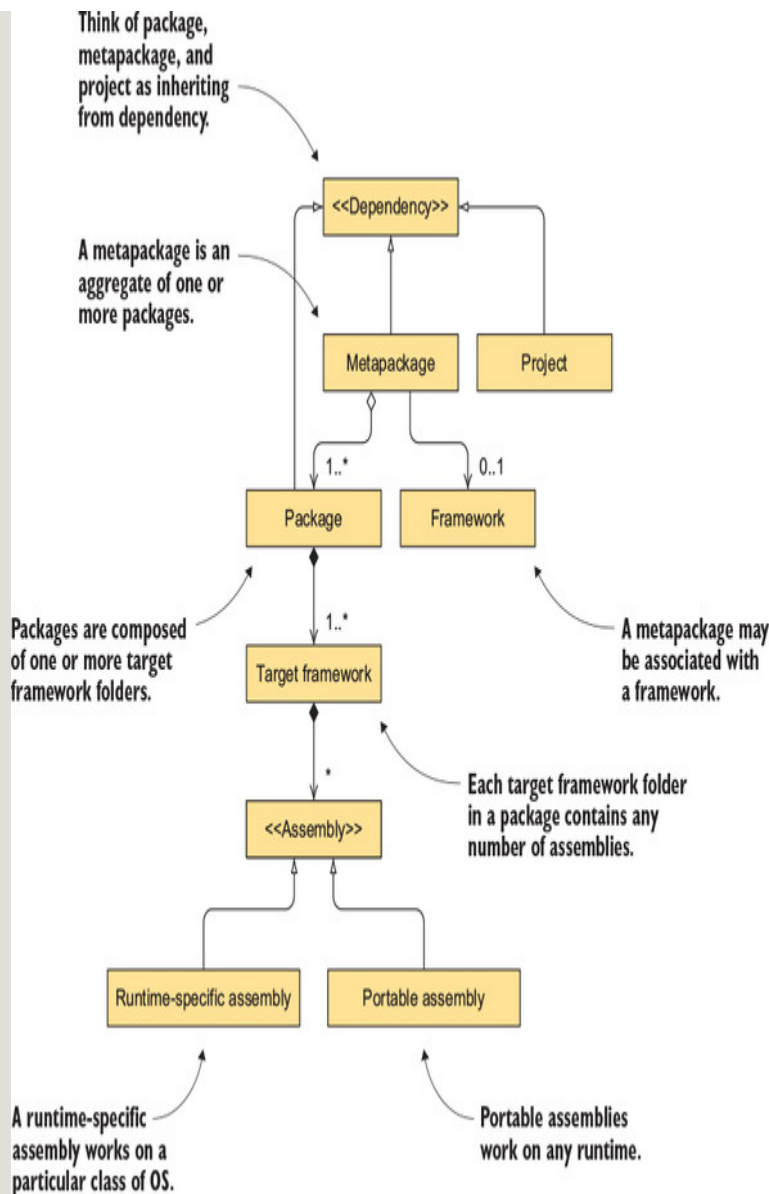 Think of package,
metapackage, and
project as inheriting
from dependency.
<<Dependency>>
A metapackage is an
aggregate of one or
more packages.
Metapackage
Project
1..*
0..1
Package
Framework
Packages are composed
of one or more target
framework folders.
1..*
A metapackage may
be associated with
a framework.
Target framework
*
Each target framework folder
in a package contains any
number of assemblies.
<<Assembly>>
Runtime-specific assembly
Portable assembly
A runtime-specific
assembly works on a
particular class of OS.
Portable assemblies
work on any runtime.